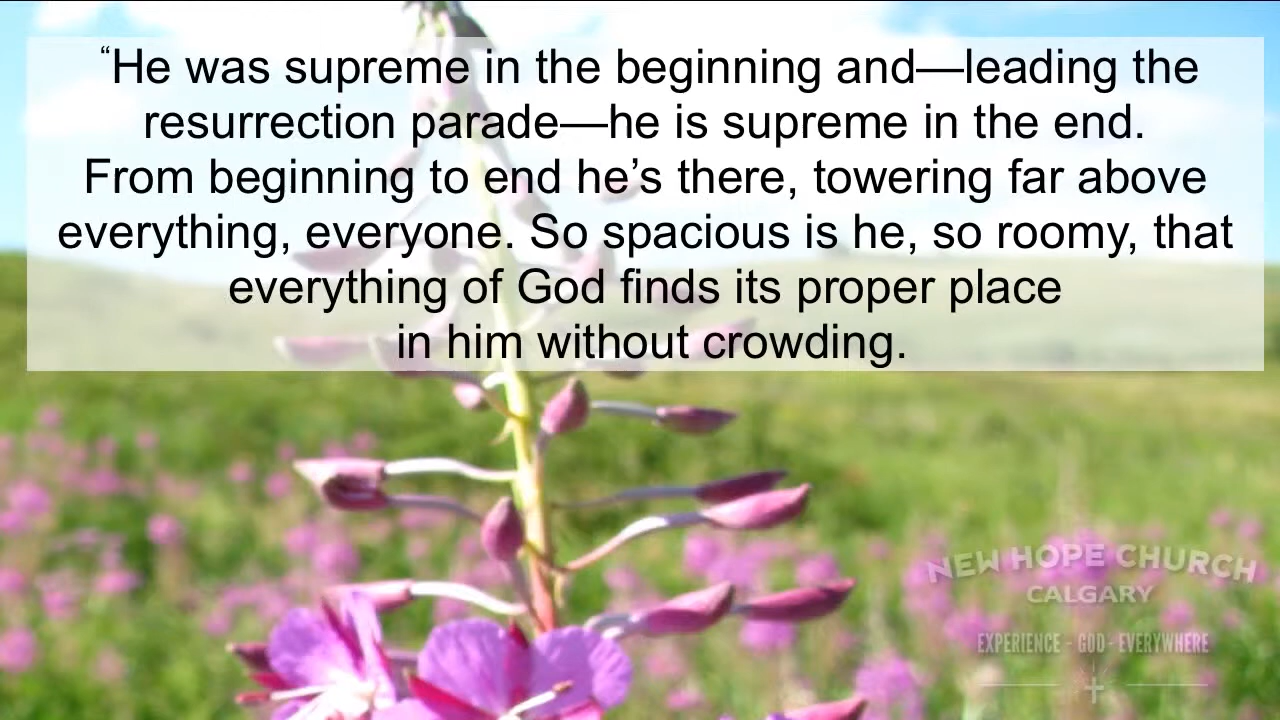 “He was supreme in the beginning and—leading the
resurrection parade—he is supreme in the end.
From beginning to end he’s there, towering far above
everything, everyone. So spacious is he, so roomy, that
everything of God finds its proper place
in him without crowding.
NEW HOPE CHURCH
CALGARY
EXPERIENCE - GOD - EVERYWHERE